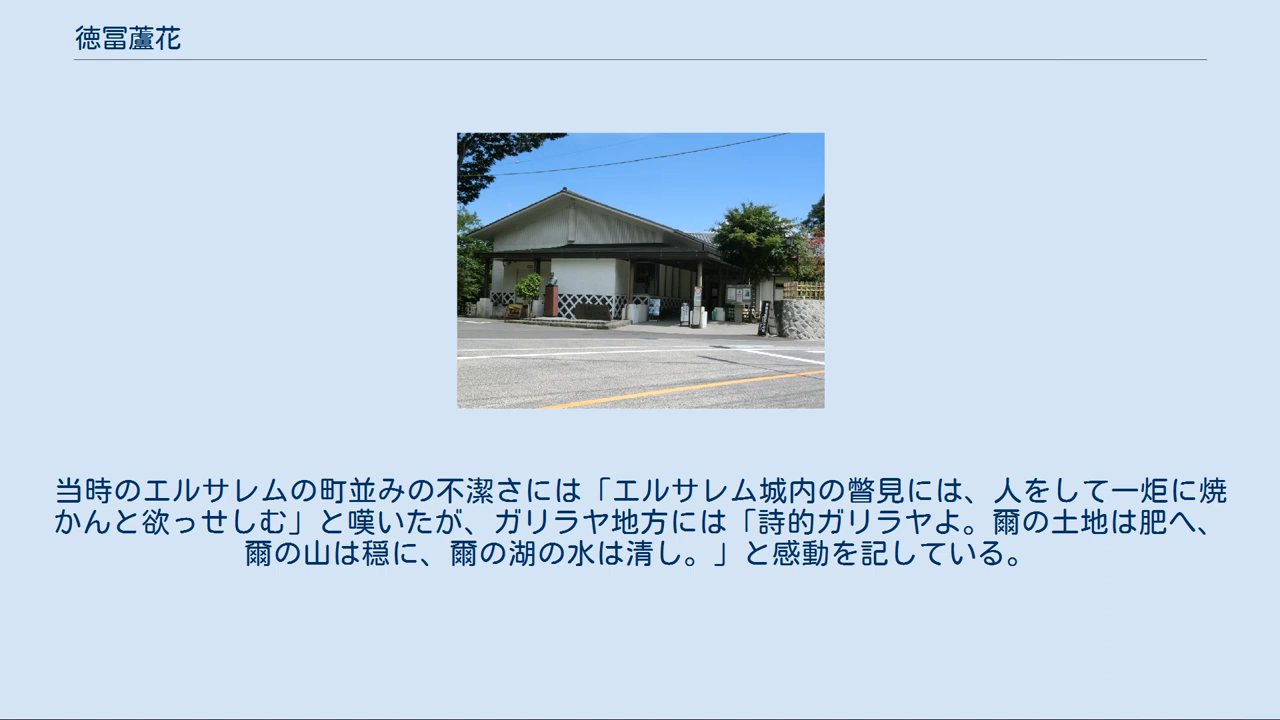 徳冨蘆花
当時のエルサレムの町並みの不潔さには「エルサレム城内の瞥見には、人をして一炬に焼
かんと欲っせしむ」と嘆いたが、ガリラヤ地方には「詩的ガリラヤよ。爾の土地は肥へ、
爾の山は穏に、爾の湖の水は清し。」と感動を記している。